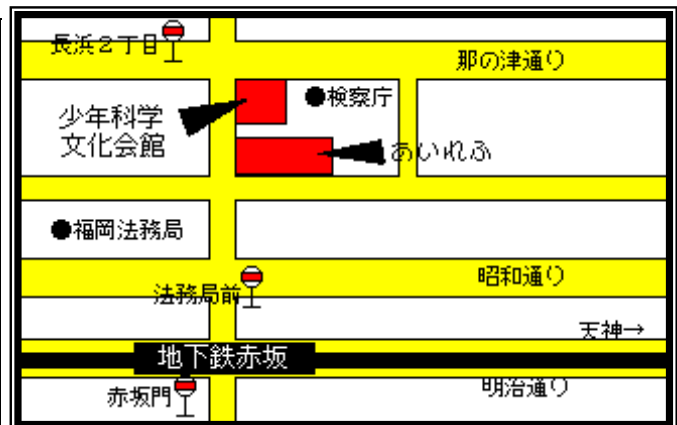 長浜２丁目
那の津通り
●検察庁
少年科学
文化会館
あいれふ
●福岡法務局
昭和通り
法務局前
天神→
地下鉄赤坂
赤坂門
明治通り